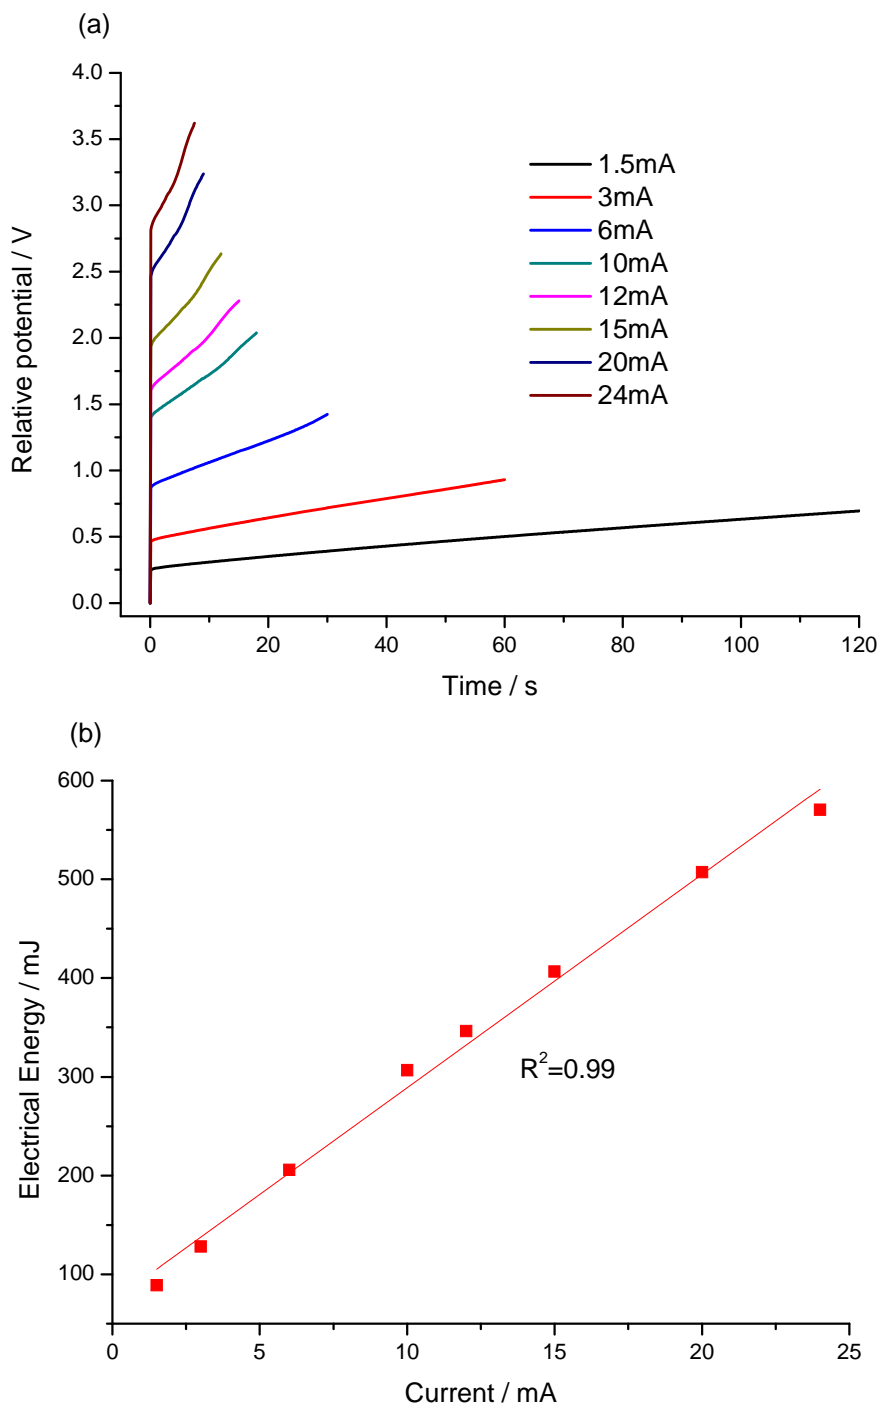 (a)
4.0
3.5
3.0
2.5
2.0
1.5
1.0
0.5
0.0
Relative potential / V
1.5mA
3mA
6mA
10mA
12mA
15mA
20mA
24mA
0 20 40 60 80 100 120
Time / s
(b)
600
500
400
300
200
100
Electrical Energy / mJ
R²=0.99
0 5 10 15 20 25
Current / mA